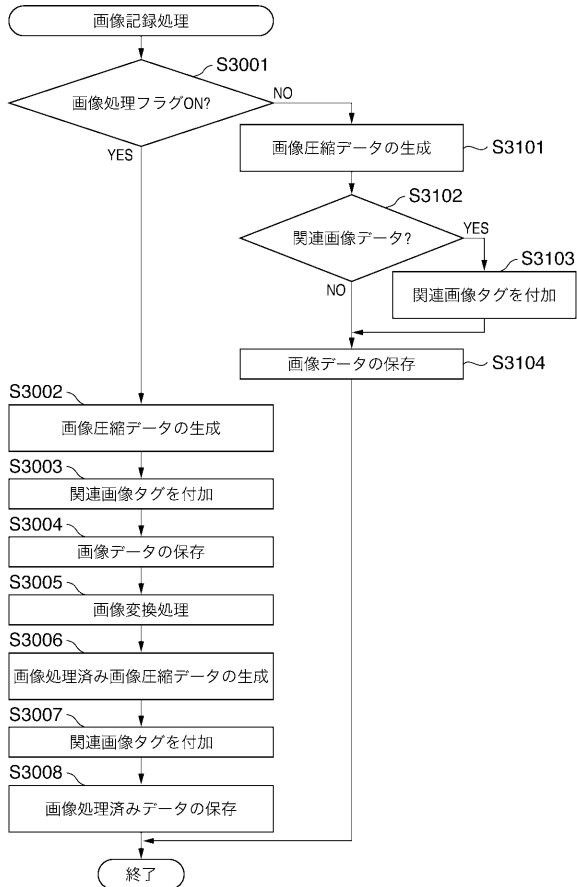 画像記録処理
S3001
画像処理フラグON?
NO
YES
画像圧縮データの生成
S3101
S3102
関連画像データ?
YES
NO
S3103
関連画像タグを付加
画像データの保存
S3104
S3002
画像圧縮データの生成
S3003
関連画像タグを付加
S3004
画像データの保存
S3005
画像変換処理
S3006
画像処理済み画像圧縮データの生成
S3007
関連画像タグを付加
S3008
画像処理済みデータの保存
終了